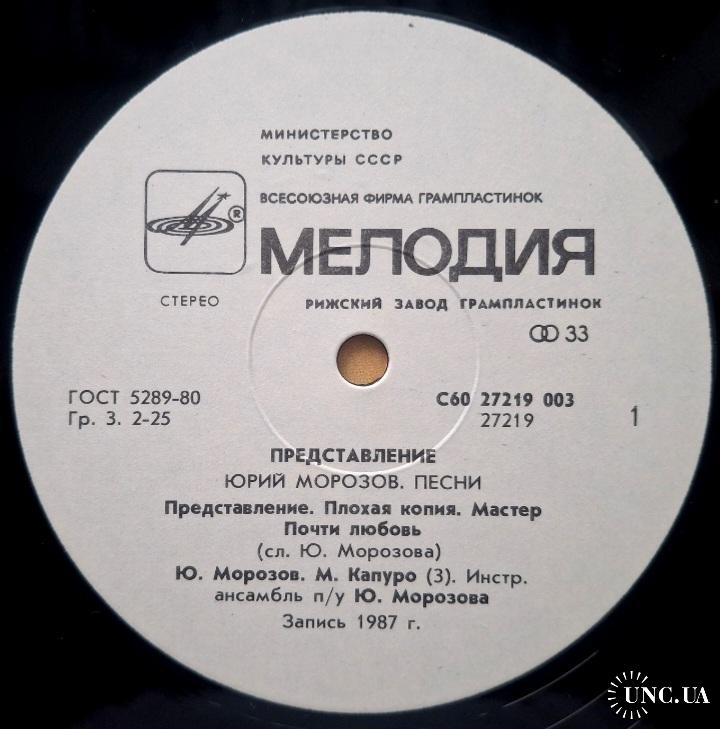 МИНИСТЕРСТВО
КУЛЬТУРЫ СССР
ВСЕСОЮЗНАЯ ФИРМА ГРАМПЛАСТИНОК
®
МЕЛОДИЯ
СТЕРЕО
РИЖСКИЙ ЗАВОД ГРАМПЛАСТИНОК
33
ГОСТ 5289-80
Гр. 3. 2-25
С60 27219 003
27219
1
ПРЕДСТАВЛЕНИЕ
ЮРИЙ МОРОЗОВ. ПЕСНИ
Представление. Плохая копия. Мастер
Почти любовь
(сл. Ю. Морозова)
Ю. Морозов. М. Капуро (3). Инстр.
ансамбль п/у Ю. Морозова
Запись 1987 г.
UNC.UA